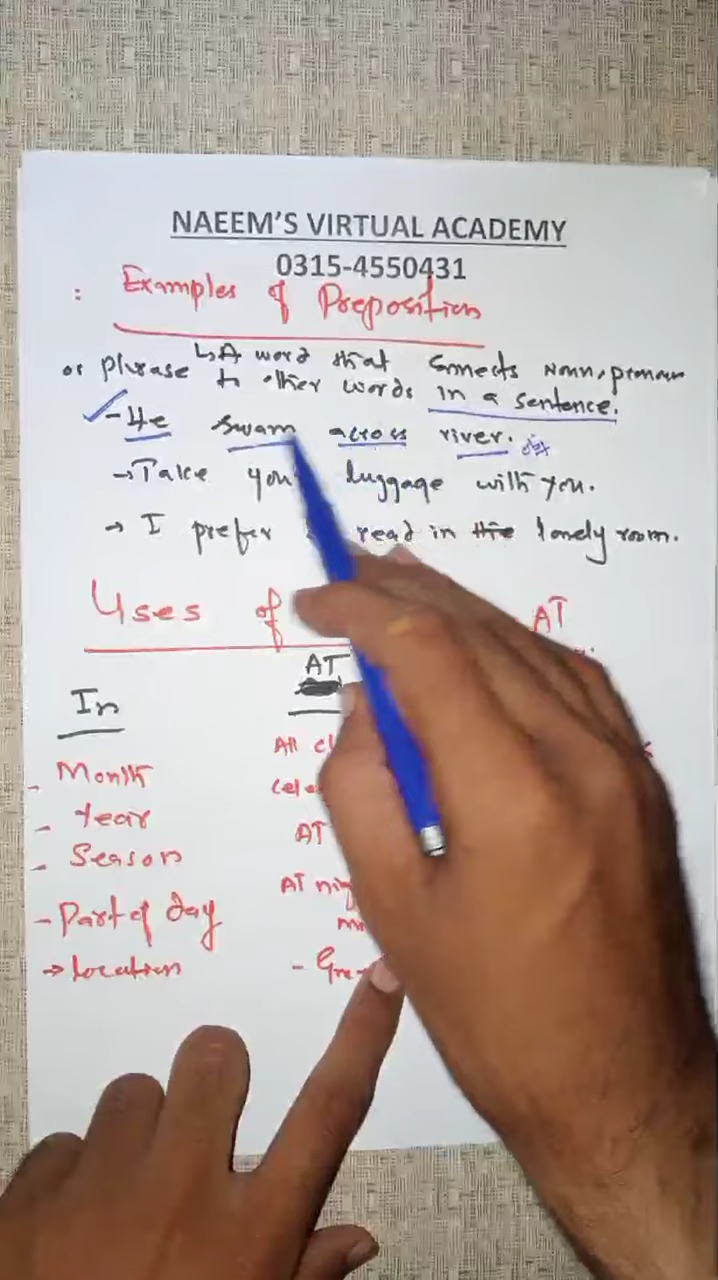 NAEEM'S VIRTUAL ACADEMY
0315-4550431
: Examples of Preposition
↳ A word that connects Noun, pronoun
or phrase to other words in a sentence.
- He swam across river. obj
→ Take your luggage with you.
→ I prefer read in the lonely room.
Uses of AT
In AT
- Month All
- Year
- Season AT
- Part of day AT
→ location